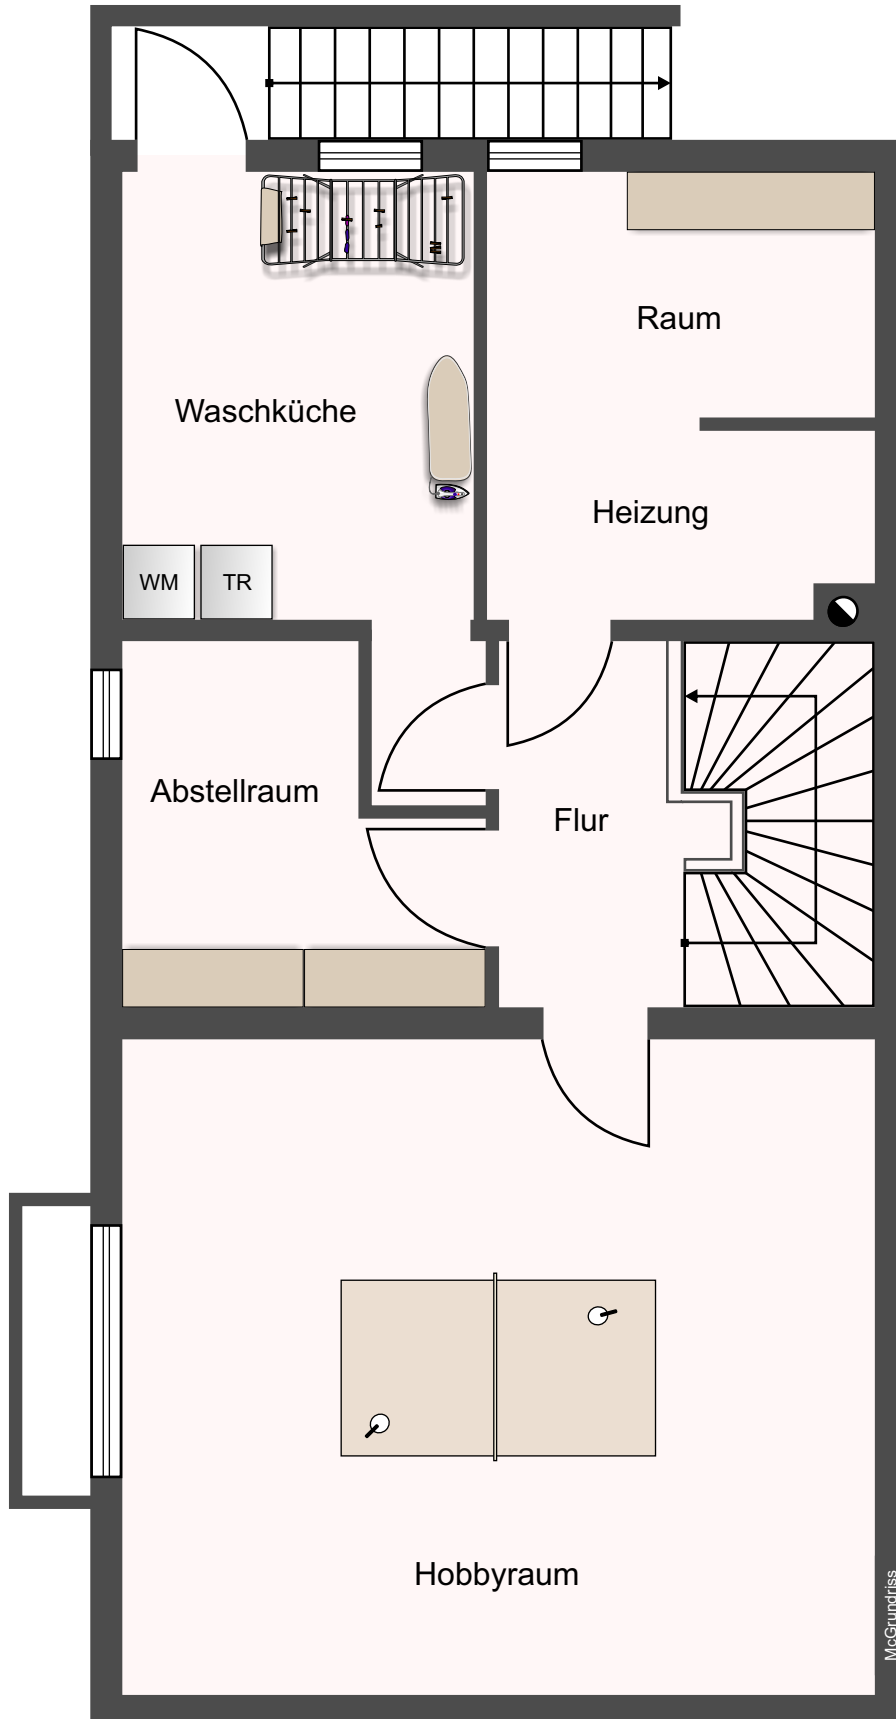 Raum
Waschküche
Heizung
WM
TR
Abstellraum
Flur
Hobbyraum
McGrundriss